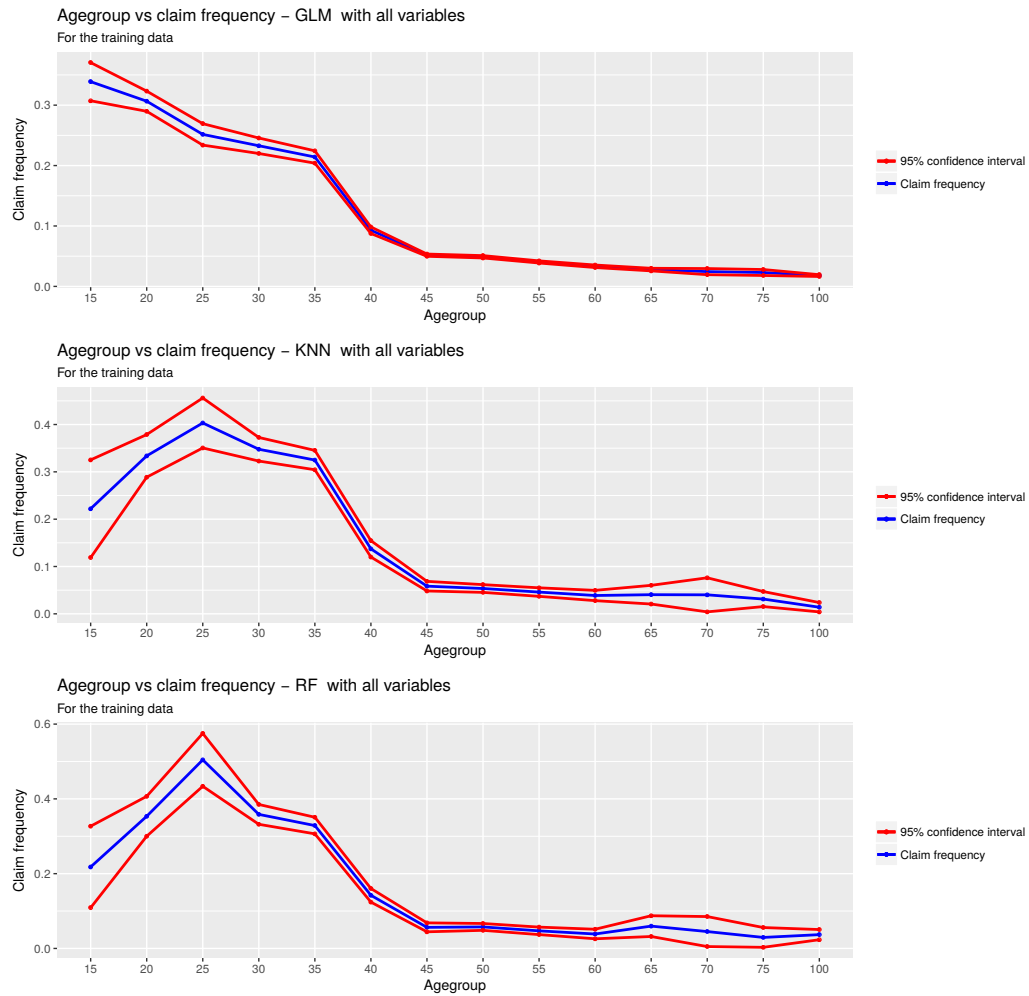 Agegroup vs claim frequency – GLM  with all variables
For the training data
Claim frequency
0.3
0.2
0.1
0.0
15 20 25 30 35 40 45 50 55 60 65 70 75 100
Agegroup
95% confidence interval
Claim frequency
Agegroup vs claim frequency – KNN  with all variables
For the training data
Claim frequency
0.4
0.3
0.2
0.1
0.0
15 20 25 30 35 40 45 50 55 60 65 70 75 100
Agegroup
95% confidence interval
Claim frequency
Agegroup vs claim frequency – RF  with all variables
For the training data
Claim frequency
0.6
0.4
0.2
0.0
15 20 25 30 35 40 45 50 55 60 65 70 75 100
Agegroup
95% confidence interval
Claim frequency